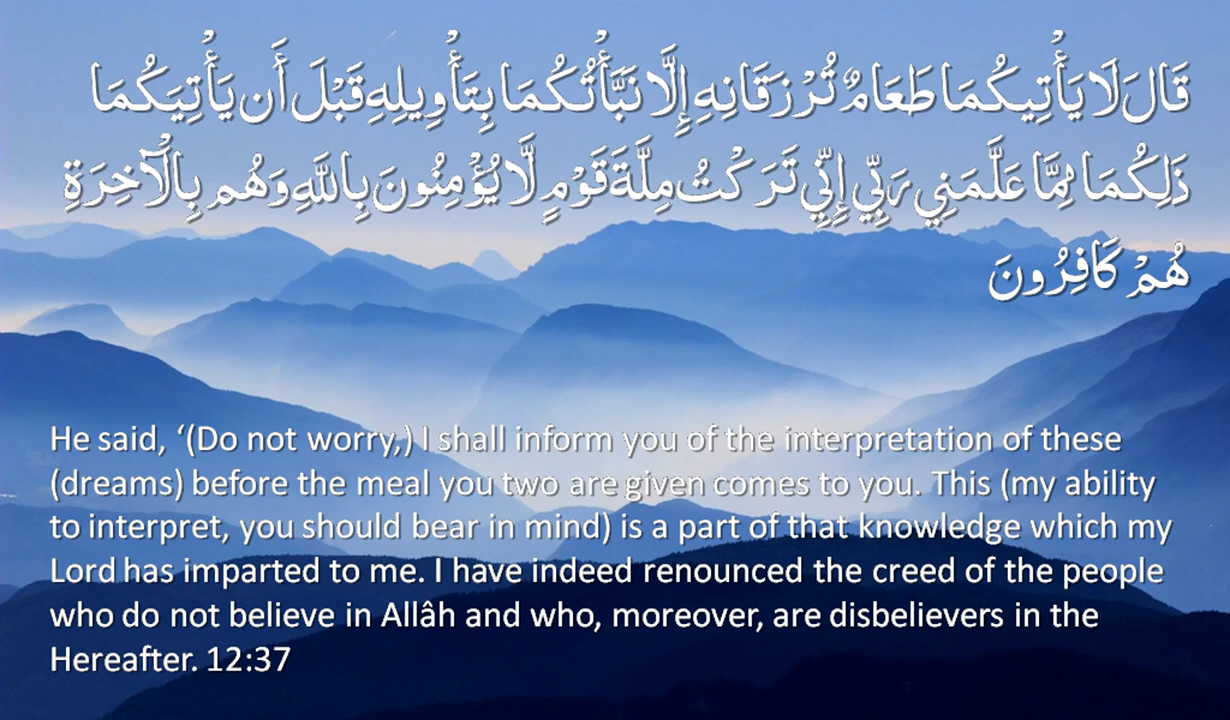 قَالَ لَا يَأْتِيكُمَا طَعَامٌ تُرْزَقَانِهِ إِلَّا نَبَّأْتُكُمَا بِتَأْوِيلِهِ قَبْلَ أَن يَأْتِيَكُمَا
ذَلِكُمَا مِمَّا عَلَّمَنِي رَبِّي إِنِّي تَرَكْتُ مِلَّةَ قَوْمٍ لَّا يُؤْمِنُونَ بِاللَّهِ وَهُم بِالْآخِرَةِ
هُمْ كَافِرُونَ
He said, ‘(Do not worry,) I shall inform you of the interpretation of these
(dreams) before the meal you two are given comes to you. This (my ability
to interpret, you should bear in mind) is a part of that knowledge which my
Lord has imparted to me. I have indeed renounced the creed of the people
who do not believe in Allâh and who, moreover, are disbelievers in the
Hereafter. 12:37